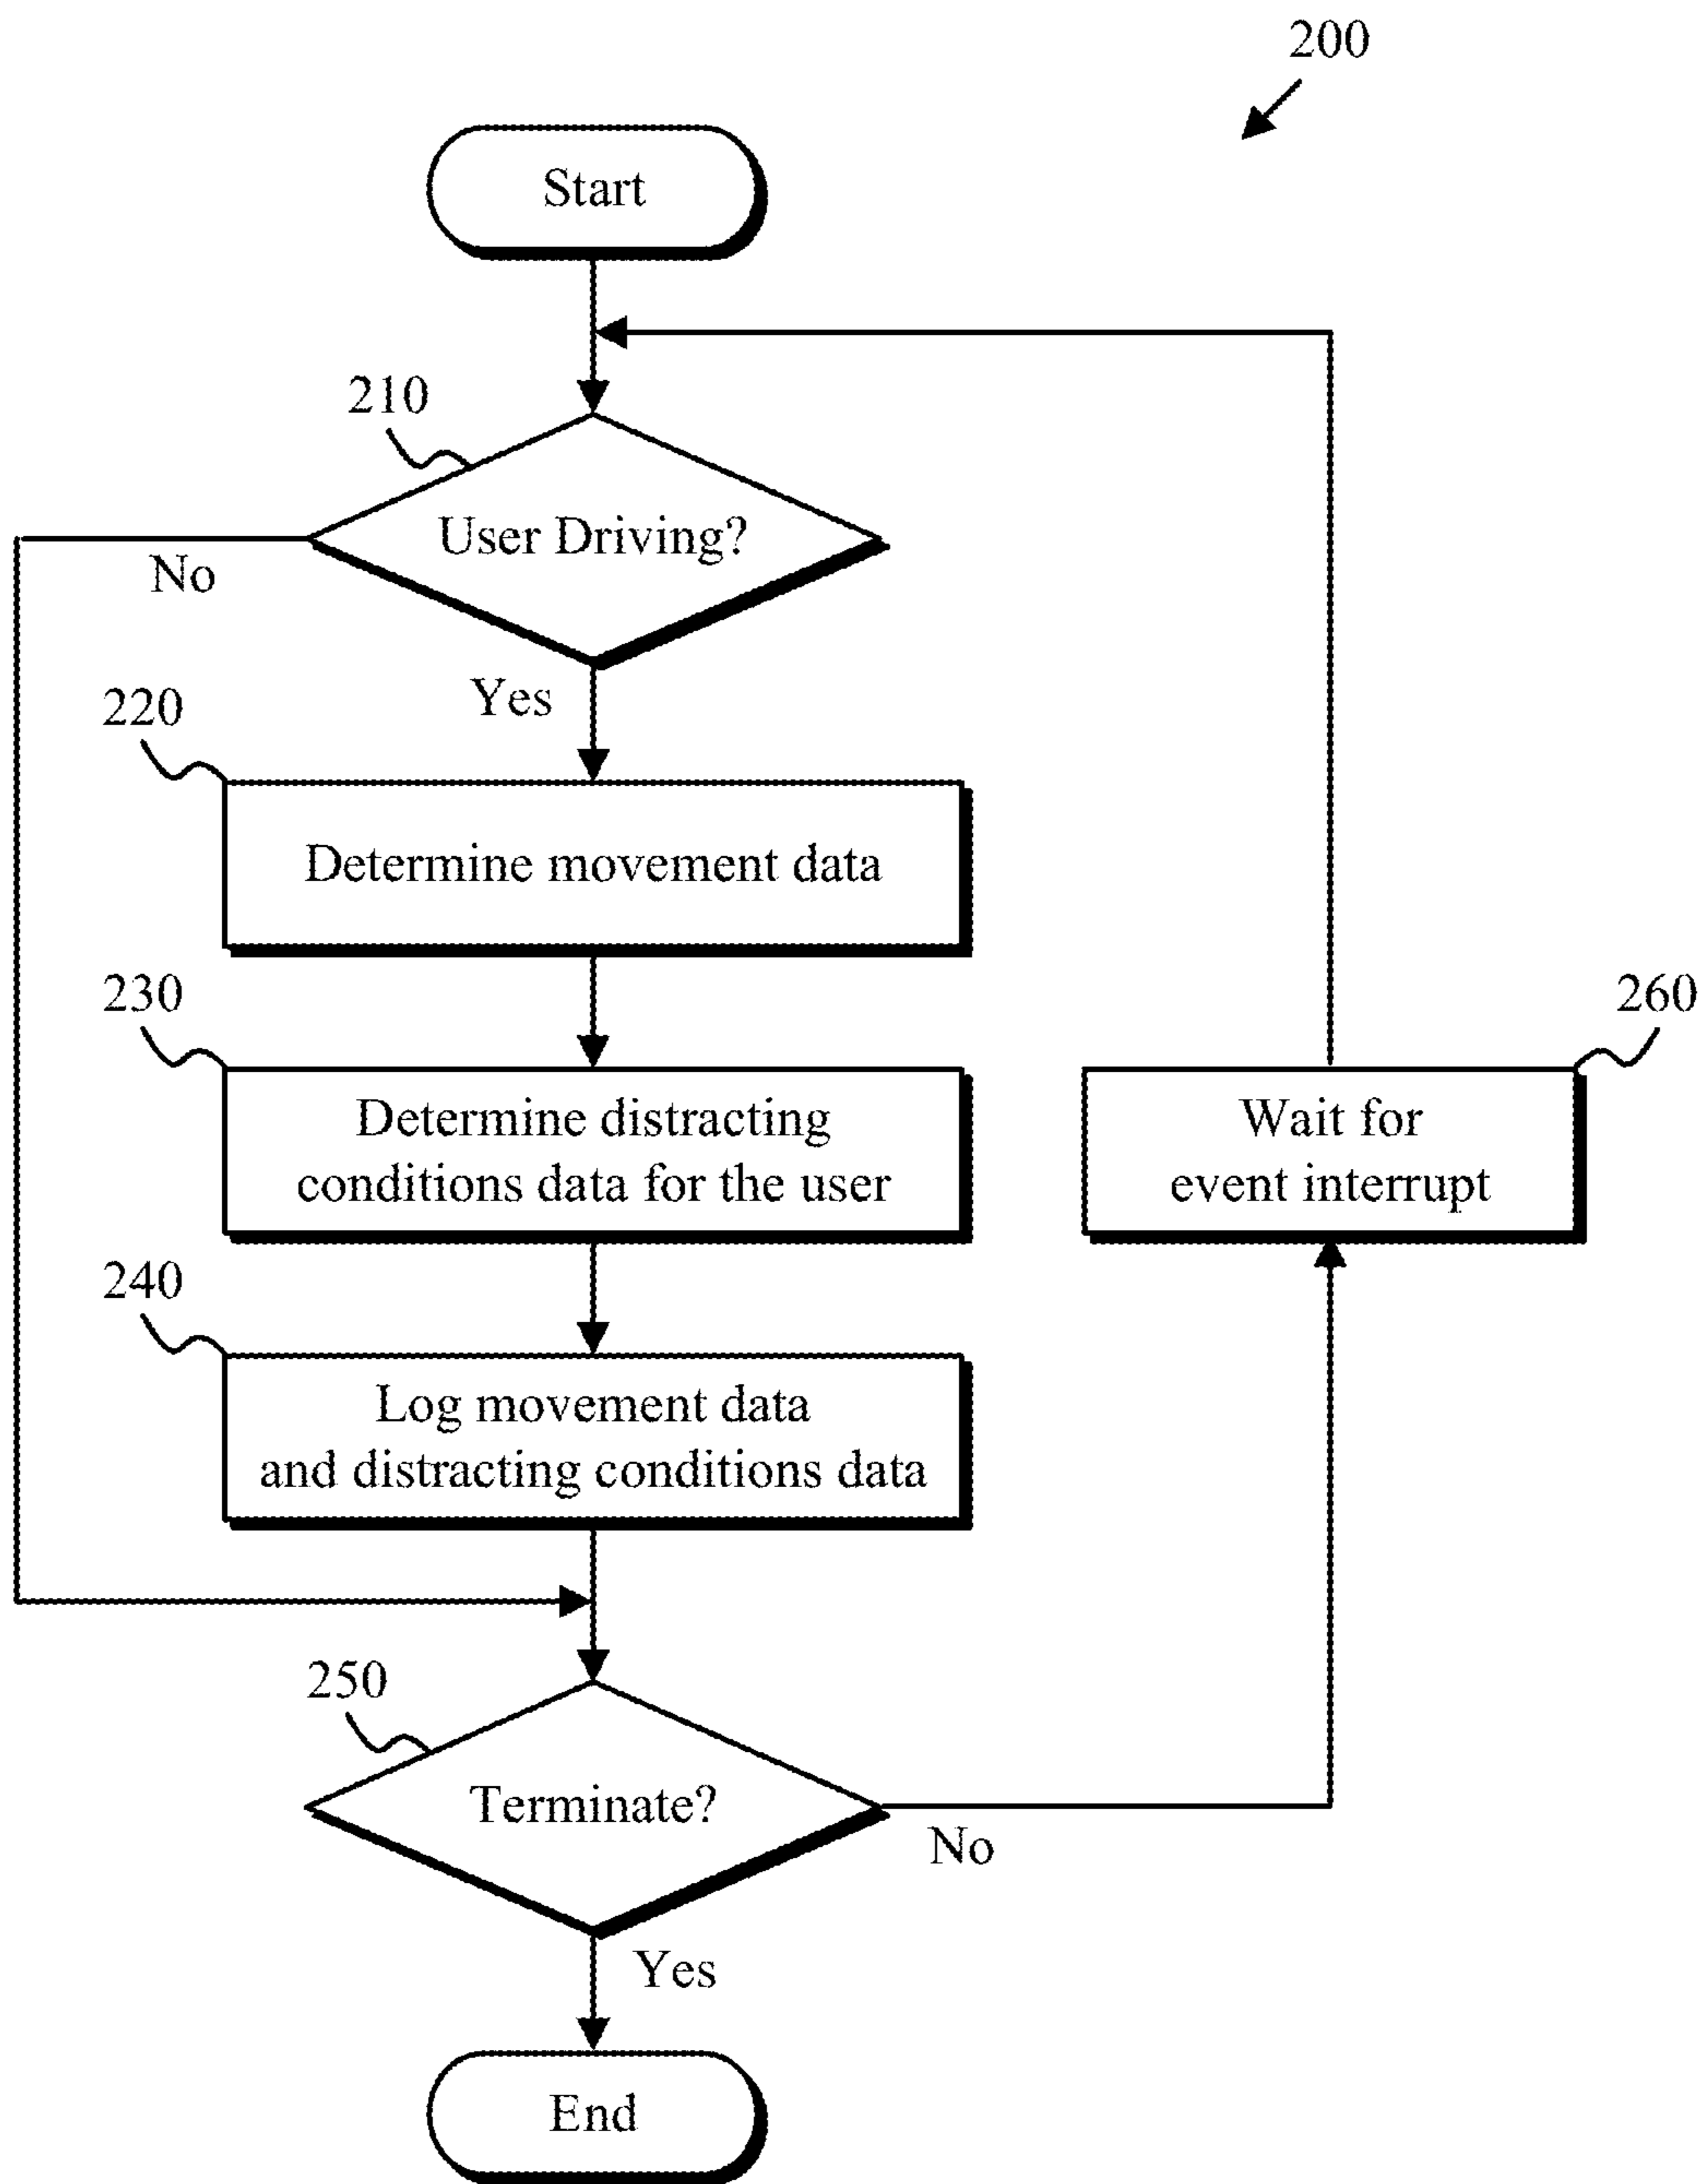 200
Start
210
User Driving?
No
Yes
220
Determine movement data
230
Determine distracting
conditions data for the user
260
Wait for
event interrupt
240
Log movement data
and distracting conditions data
250
Terminate?
No
Yes
End